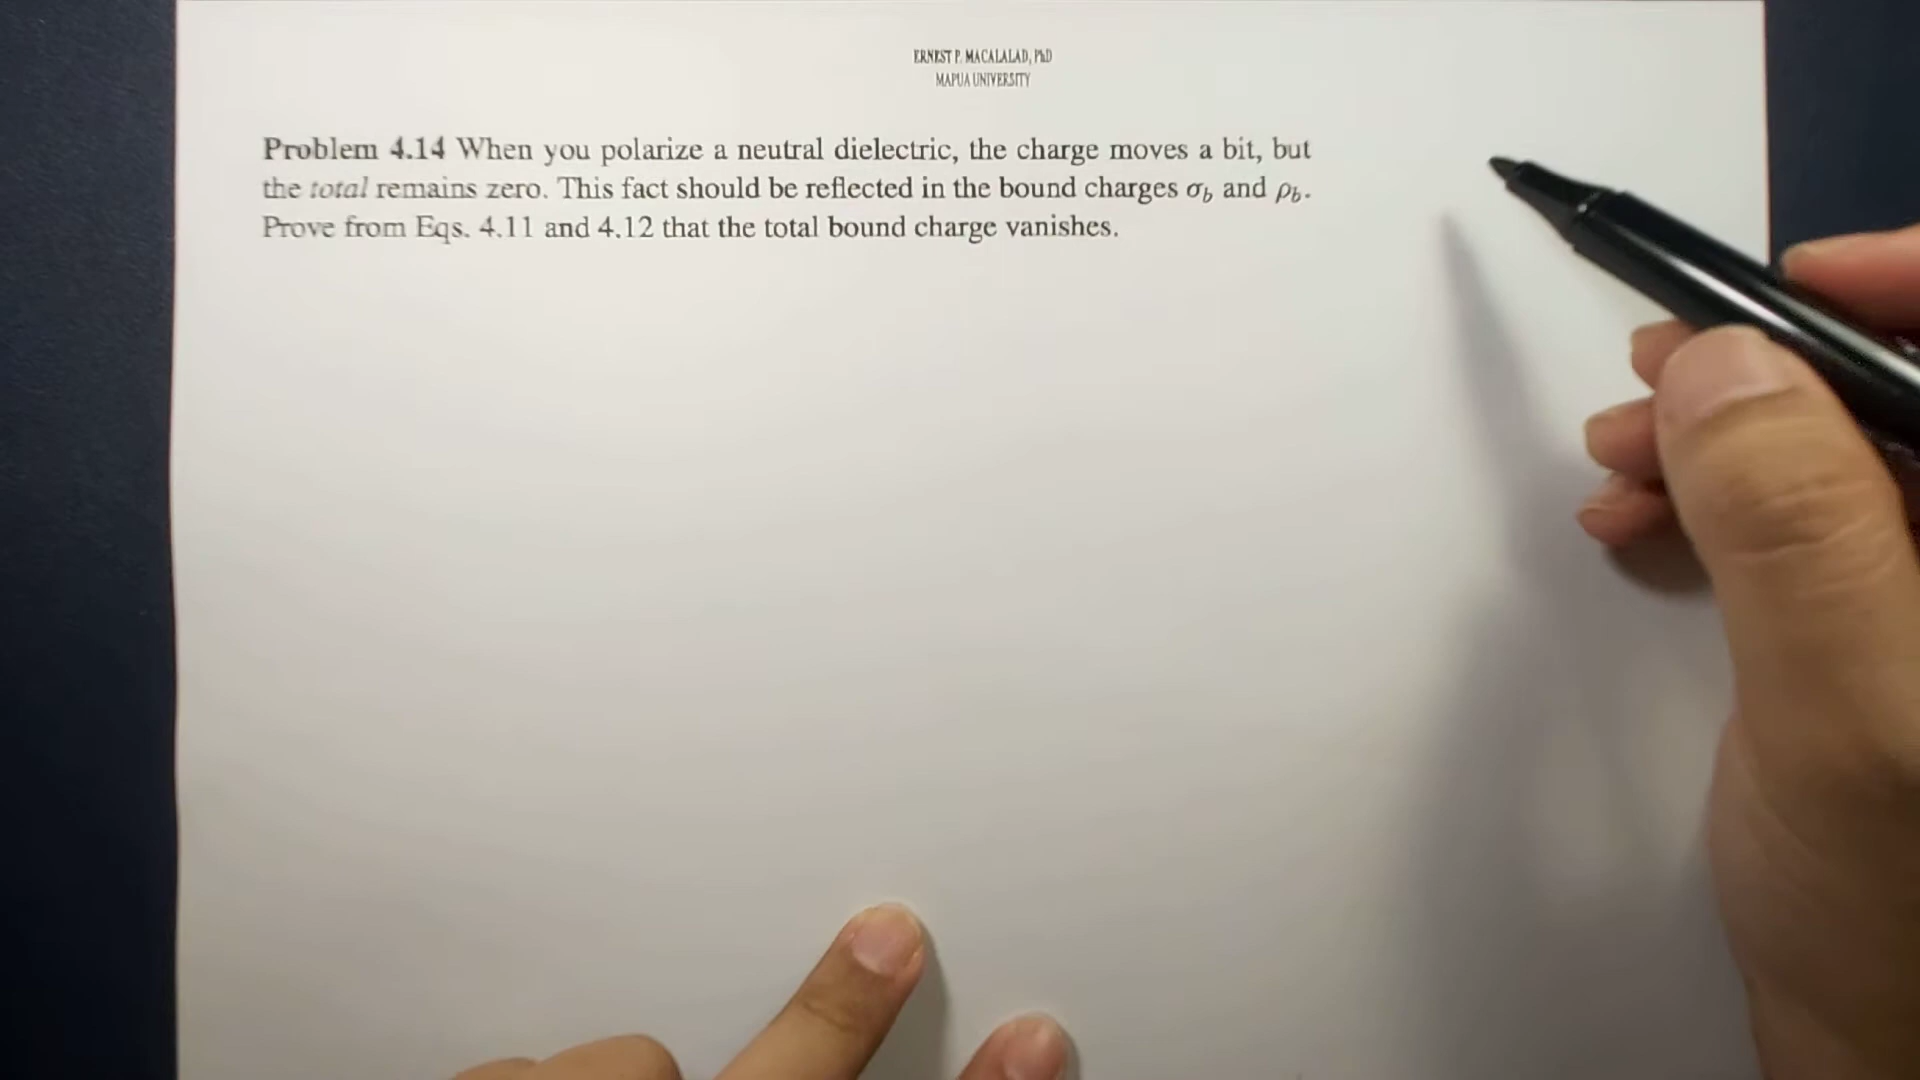 ERNEST P. MACALALAD, PhD
MAPUA UNIVERSITY
Problem 4.14 When you polarize a neutral dielectric, the charge moves a bit, but
the total remains zero. This fact should be reflected in the bound charges σb and ρb.
Prove from Eqs. 4.11 and 4.12 that the total bound charge vanishes.